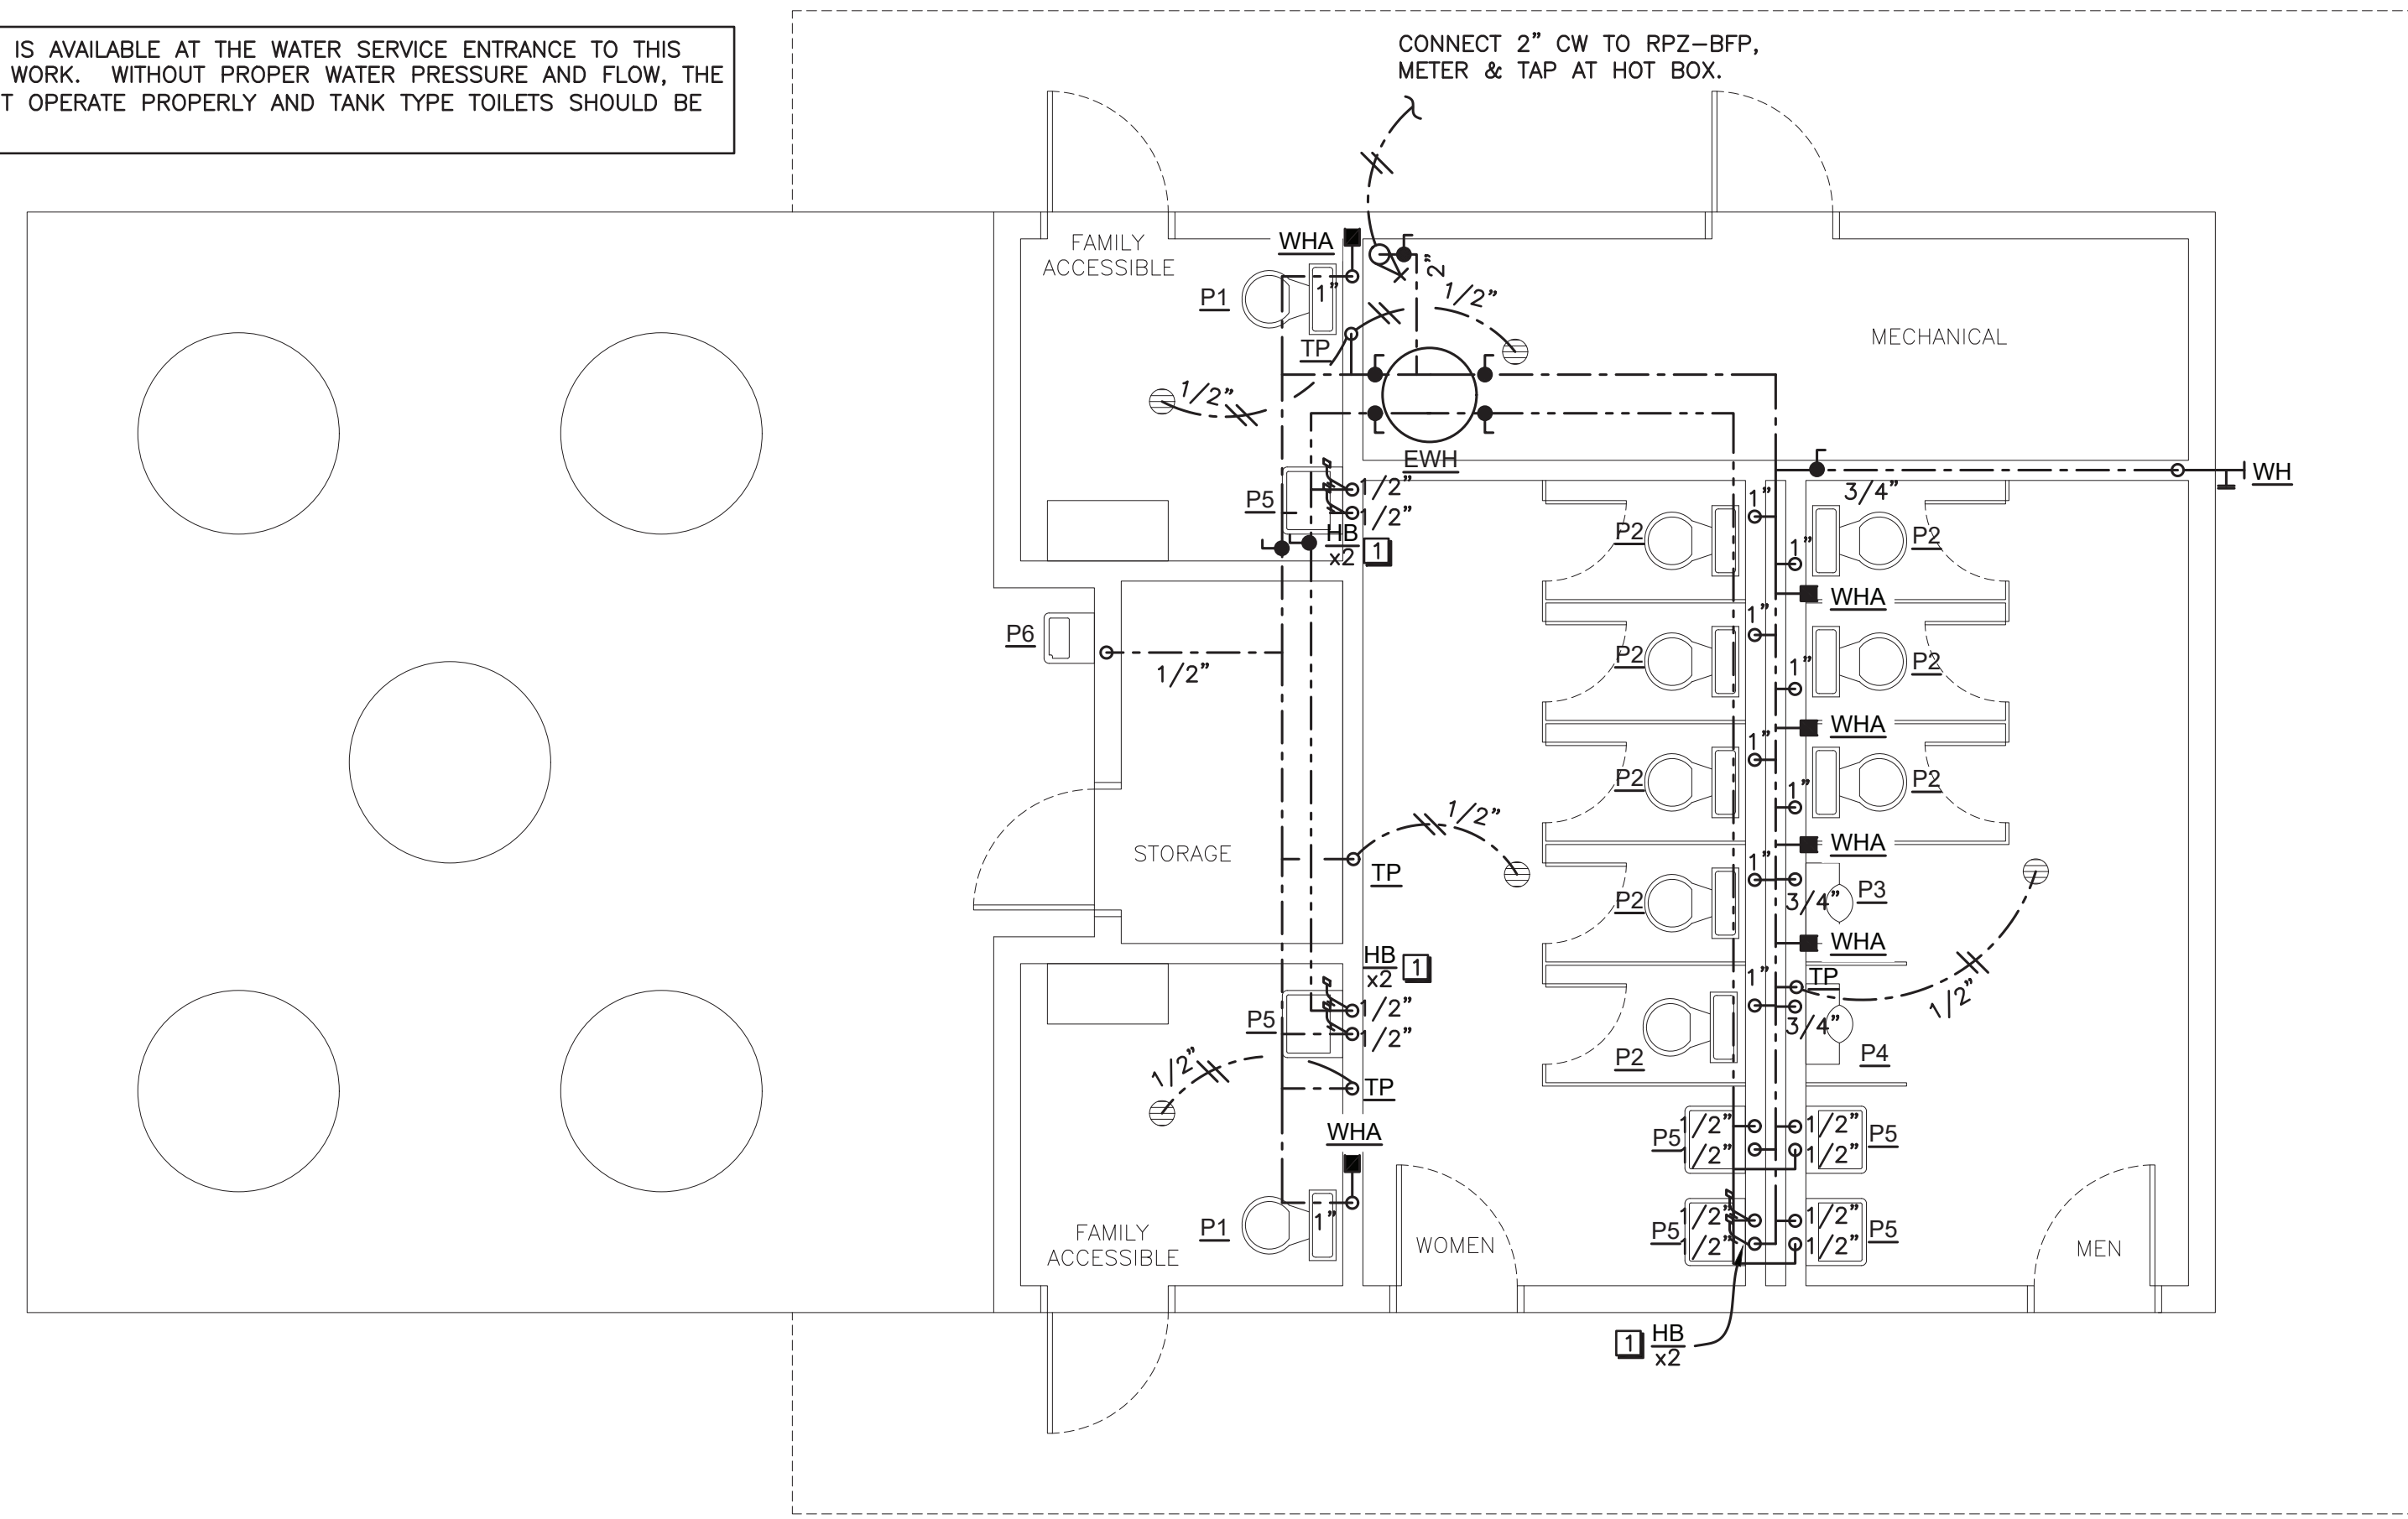 IS AVAILABLE AT THE WATER SERVICE ENTRANCE TO THIS
WORK. WITHOUT PROPER WATER PRESSURE AND FLOW, THE
T OPERATE PROPERLY AND TANK TYPE TOILETS SHOULD BE
CONNECT 2" CW TO RPZ-BFP,
METER & TAP AT HOT BOX.
FAMILY
ACCESSIBLE
WHA
2"
P1
1"
1/2"
TP
MECHANICAL
1/2"
EWH
WH
P5
1/2"
1/2"
HB
x2
1
3/4"
1"
P2
1"
P2
WHA
P6
1/2"
1"
P2
1"
P2
WHA
1"
P2
1"
P2
1/2"
WHA
STORAGE
TP
1"
P2
3/4"
P3
WHA
HB
x2
1
1"
TP
1/2"
P5
1/2"
1/2"
3/4"
P2
P4
1/2"
TP
WHA
P5
1/2"
1/2"
1/2"
1/2"
P5
P1
1"
FAMILY
ACCESSIBLE
WOMEN
P5
1/2"
1/2"
1/2"
1/2"
P5
MEN
1
HB
x2